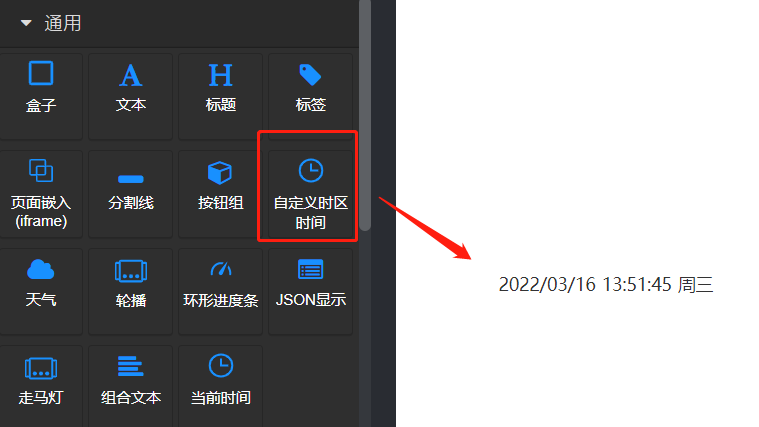 通用
盒子
文本
标题
标签
页面嵌入
(iframe)
分割线
按钮组
自定义时区
时间
天气
轮播
环形进度条
JSON显示
走马灯
组合文本
当前时间
2022/03/16 13:51:45 周三